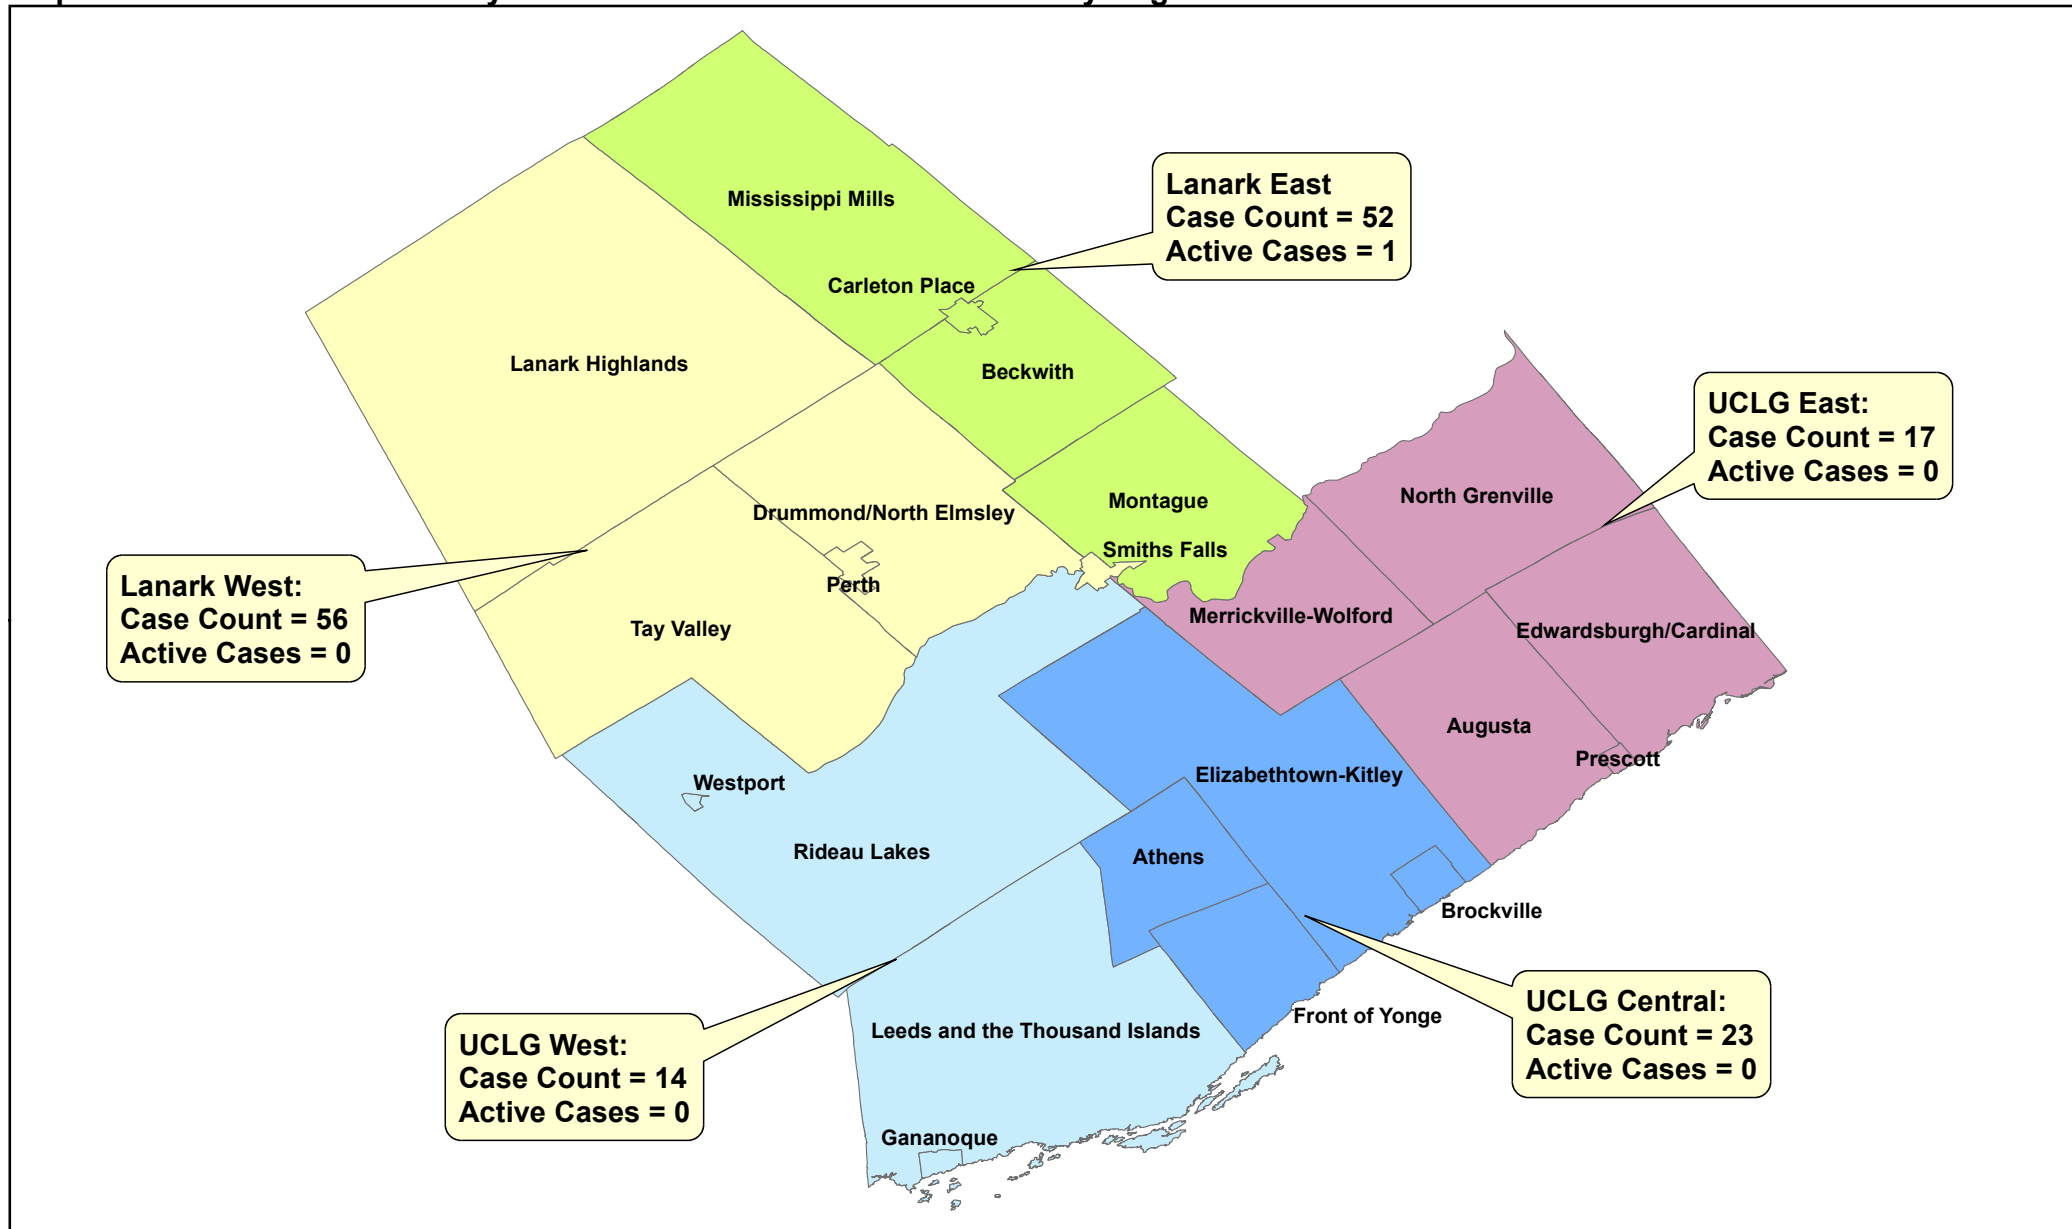 Mississippi Mills
Lanark East
Case Count = 52
Active Cases = 1
Carleton Place
Lanark Highlands
Beckwith
UCLG East:
Case Count = 17
Active Cases = 0
North Grenville
Montague
Drummond/North Elmsley
Smiths Falls
Perth
Lanark West:
Case Count = 56
Active Cases = 0
Tay Valley
Merrickville-Wolford
Edwardsburgh/Cardinal
Augusta
Prescott
Elizabethtown-Kitley
Westport
Rideau Lakes
Athens
Brockville
UCLG Central:
Case Count = 23
Active Cases = 0
Front of Yonge
Leeds and the Thousand Islands
UCLG West:
Case Count = 14
Active Cases = 0
Gananoque